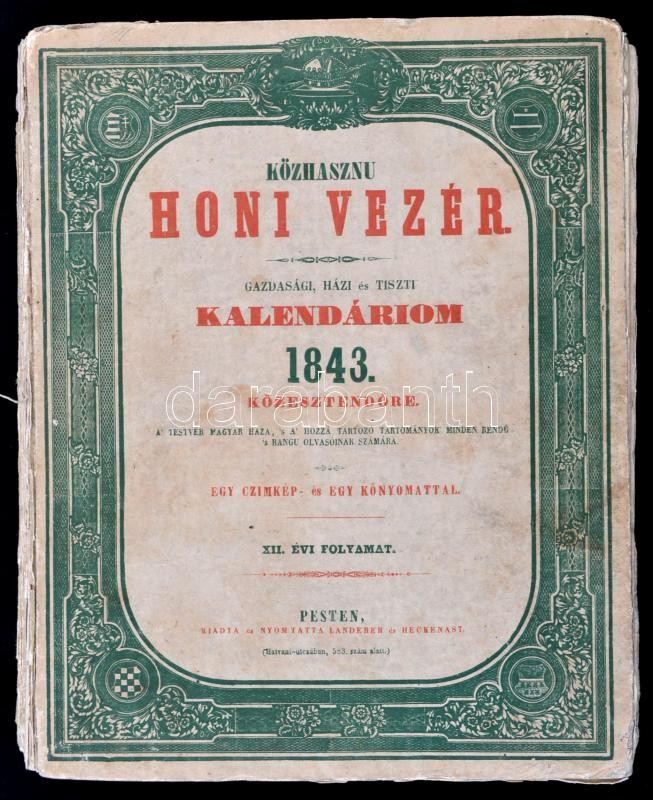 KÖZHASZNU
HONI VEZÉR.
GAZDASÁGI, HÁZI és TISZTI
KALENDÁRIOM
1843.
KÖZESZTENDŐRE.
A' TESTVÉR MAGYAR HAZA, 's A' HOZZÁ TARTOZÓ TARTOMÁNYOK MINDEN RENDŰ
's RANGU OLVASÓINAK SZÁMÁRA.
EGY CZIMKÉP- és EGY KŐNYOMATTAL.
XII. ÉVI FOLYAMAT.
PESTEN,
KIADTA és NYOMTATTA LANDERER és HECKENAST.
(Hatvani-utczában, 583. szám alatt.)
darabanth